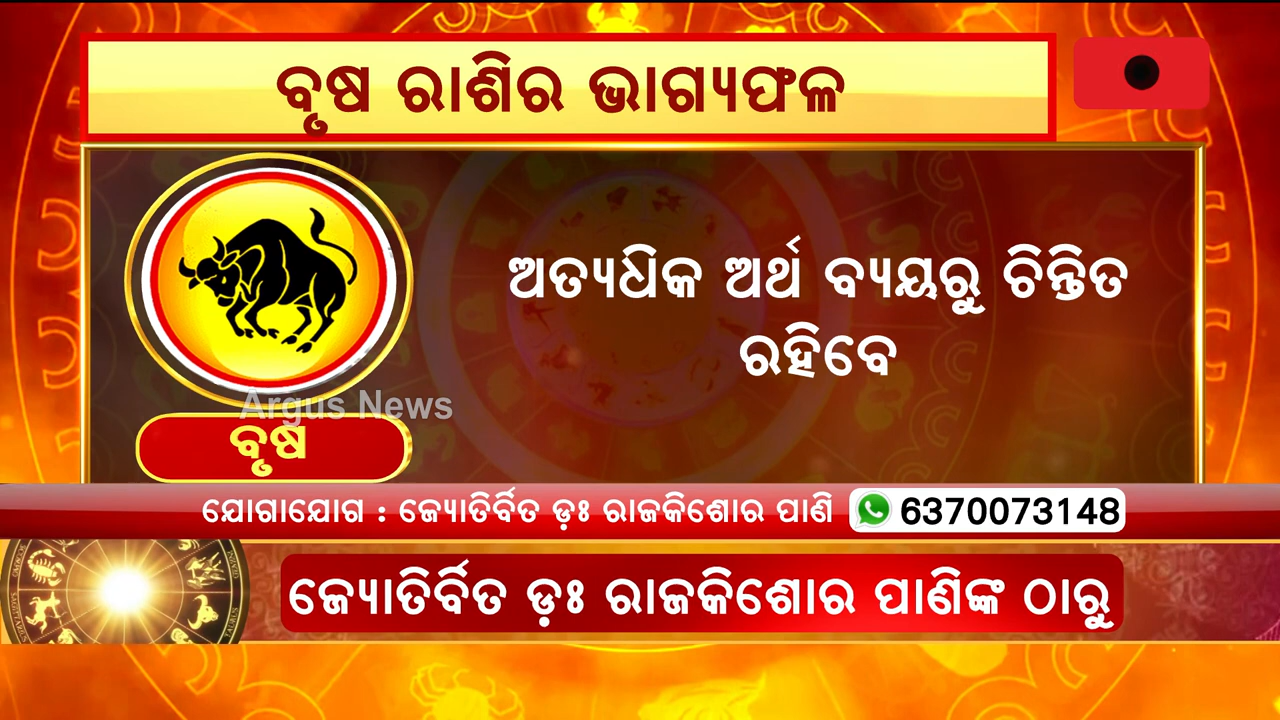 ବୃଷ ରାଶିର ଭାଗ୍ୟଫଳ
ଅତ୍ୟଧିକ ଅର୍ଥ ବ୍ୟୟରୁ ଚିନ୍ତିତ
ରହିବେ
Argus News
ବୃଷ
ଯୋଗାଯୋଗ : ଜ୍ୟୋତିର୍ବିତ ଡ଼ଃ ରାଜକିଶୋର ପାଣି 6370073148
ଜ୍ୟୋତିର୍ବିତ ଡ଼ଃ ରାଜକିଶୋର ପାଣିଙ୍କ ଠାରୁ